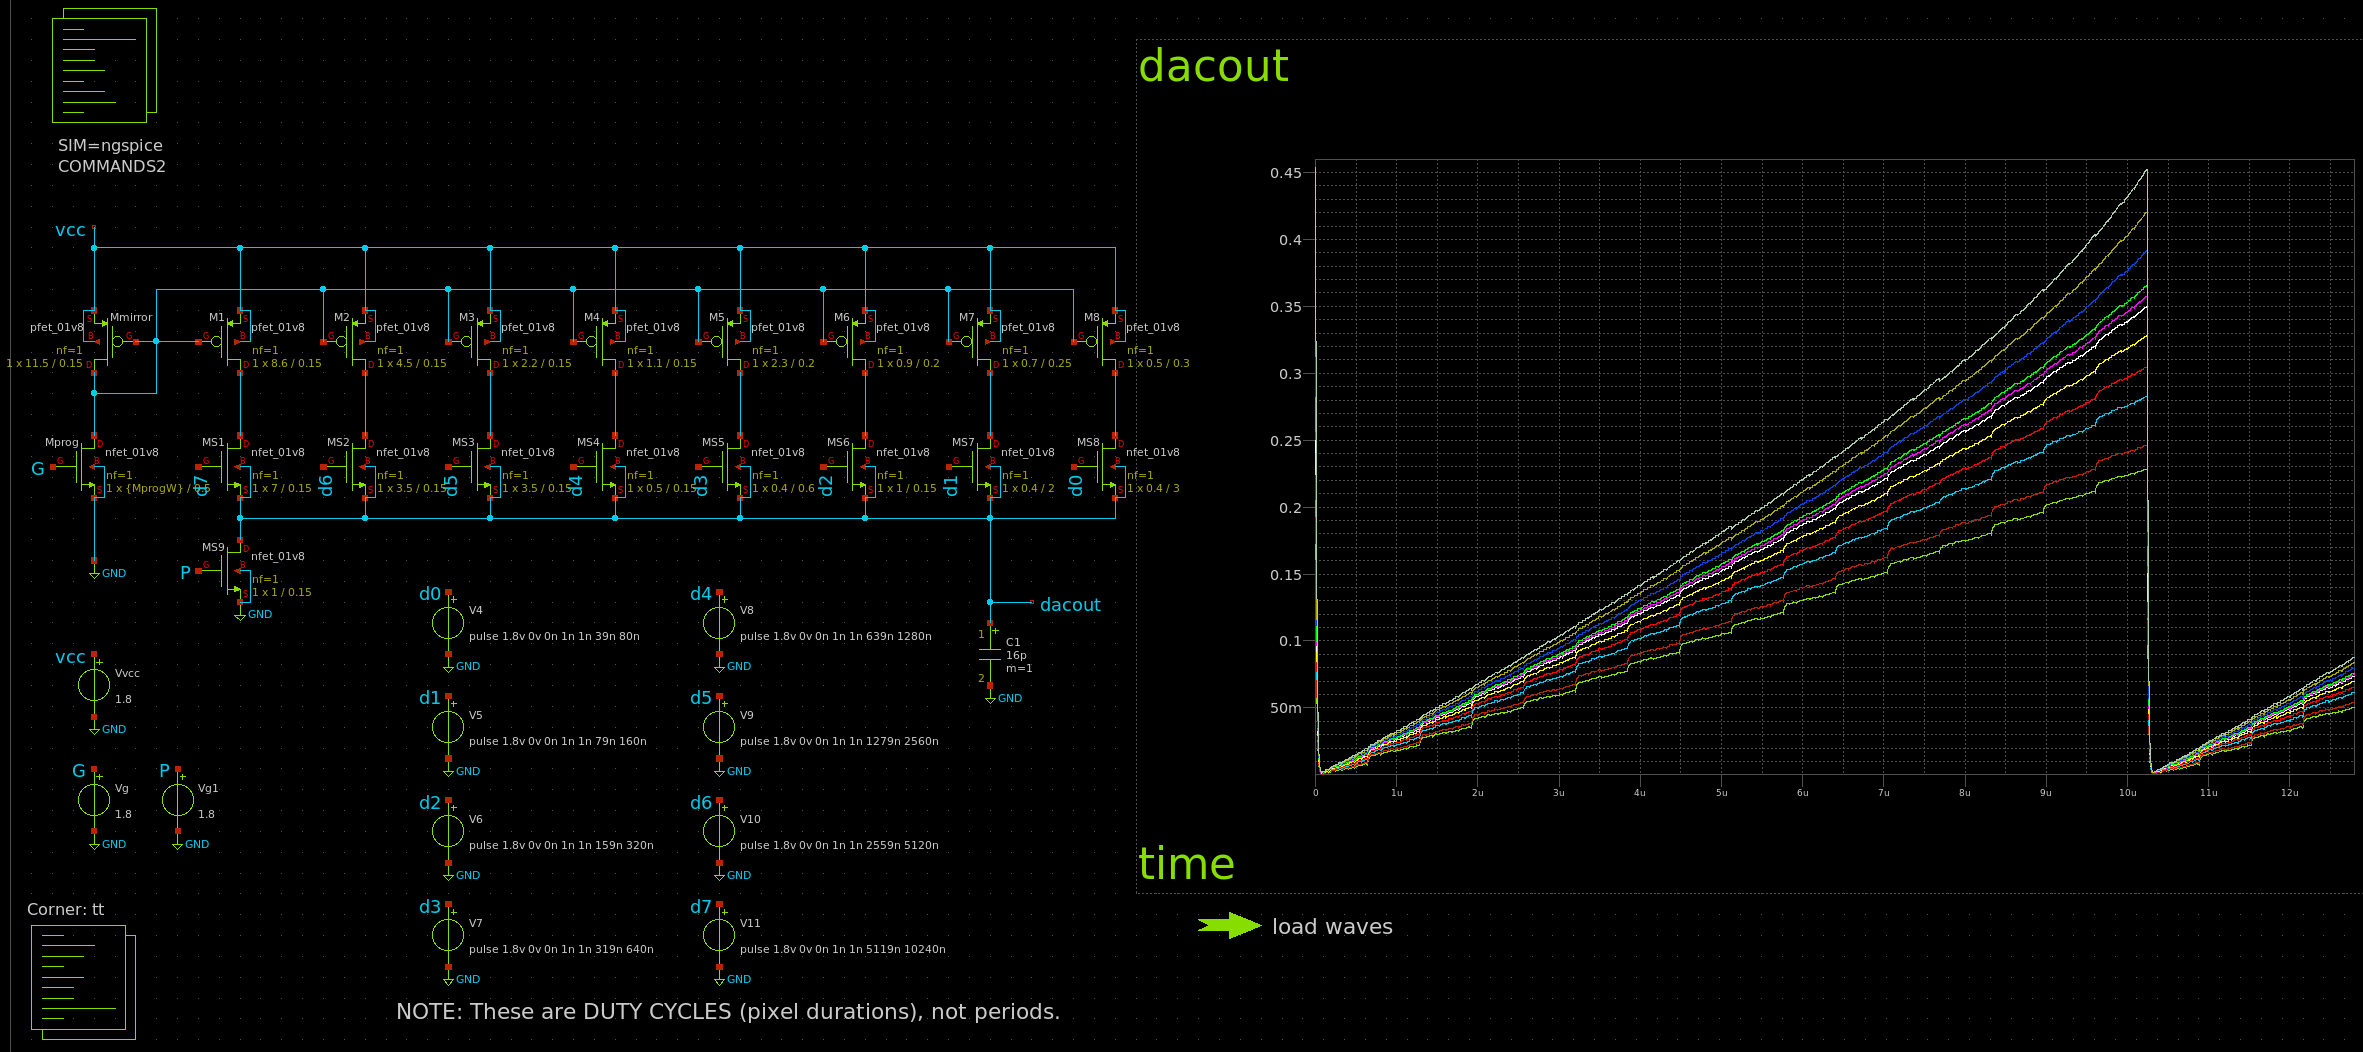 SIM=ngspice
COMMANDS2
vcc
Mmirror
pfet_01v8
nf=1
1 x 11.5 / 0.15
S
B
G
D
M1
pfet_01v8
nf=1
1 x 8.6 / 0.15
G
S
B
D
M2
pfet_01v8
nf=1
1 x 4.5 / 0.15
G
S
B
D
M3
pfet_01v8
nf=1
1 x 2.2 / 0.15
G
S
B
D
M4
pfet_01v8
nf=1
1 x 1.1 / 0.15
G
S
B
D
M5
pfet_01v8
nf=1
1 x 2.3 / 0.2
G
S
B
D
M6
pfet_01v8
nf=1
1 x 0.9 / 0.2
G
S
B
D
M7
pfet_01v8
nf=1
1 x 0.7 / 0.25
G
S
B
D
M8
pfet_01v8
nf=1
1 x 0.5 / 0.3
G
S
B
D
G
Mprog
nfet_01v8
nf=1
1 x {MprogW} / 0.5
G
D
B
S
GND
d7
MS1
nfet_01v8
nf=1
1 x 7 / 0.15
G
D
B
S
d6
MS2
nfet_01v8
nf=1
1 x 3.5 / 0.15
G
D
B
S
d5
MS3
nfet_01v8
nf=1
1 x 3.5 / 0.15
G
D
B
S
d4
MS4
nfet_01v8
nf=1
1 x 0.5 / 0.15
G
D
B
S
d3
MS5
nfet_01v8
nf=1
1 x 0.4 / 0.6
G
D
B
S
d2
MS6
nfet_01v8
nf=1
1 x 1 / 0.15
G
D
B
S
d1
MS7
nfet_01v8
nf=1
1 x 0.4 / 2
G
D
B
S
d0
MS8
nfet_01v8
nf=1
1 x 0.4 / 3
G
D
B
S
P
MS9
nfet_01v8
nf=1
1 x 1 / 0.15
G
D
B
S
GND
vcc
Vvcc
1.8
GND
G
Vg
1.8
GND
P
Vg1
1.8
GND
d0
V4
pulse 1.8v 0v 0n 1n 1n 39n 80n
GND
d1
V5
pulse 1.8v 0v 0n 1n 1n 79n 160n
GND
d2
V6
pulse 1.8v 0v 0n 1n 1n 159n 320n
GND
d3
V7
pulse 1.8v 0v 0n 1n 1n 319n 640n
GND
d4
V8
pulse 1.8v 0v 0n 1n 1n 639n 1280n
GND
d5
V9
pulse 1.8v 0v 0n 1n 1n 1279n 2560n
GND
d6
V10
pulse 1.8v 0v 0n 1n 1n 2559n 5120n
GND
d7
V11
pulse 1.8v 0v 0n 1n 1n 5119n 10240n
GND
dacout
1
C1
16p
m=1
2
GND
Corner: tt
NOTE: These are DUTY CYCLES (pixel durations), not periods.
dacout
0.45
0.4
0.35
0.3
0.25
0.2
0.15
0.1
50m
0 1u 2u 3u 4u 5u 6u 7u 8u 9u 10u 11u 12u
time
load waves